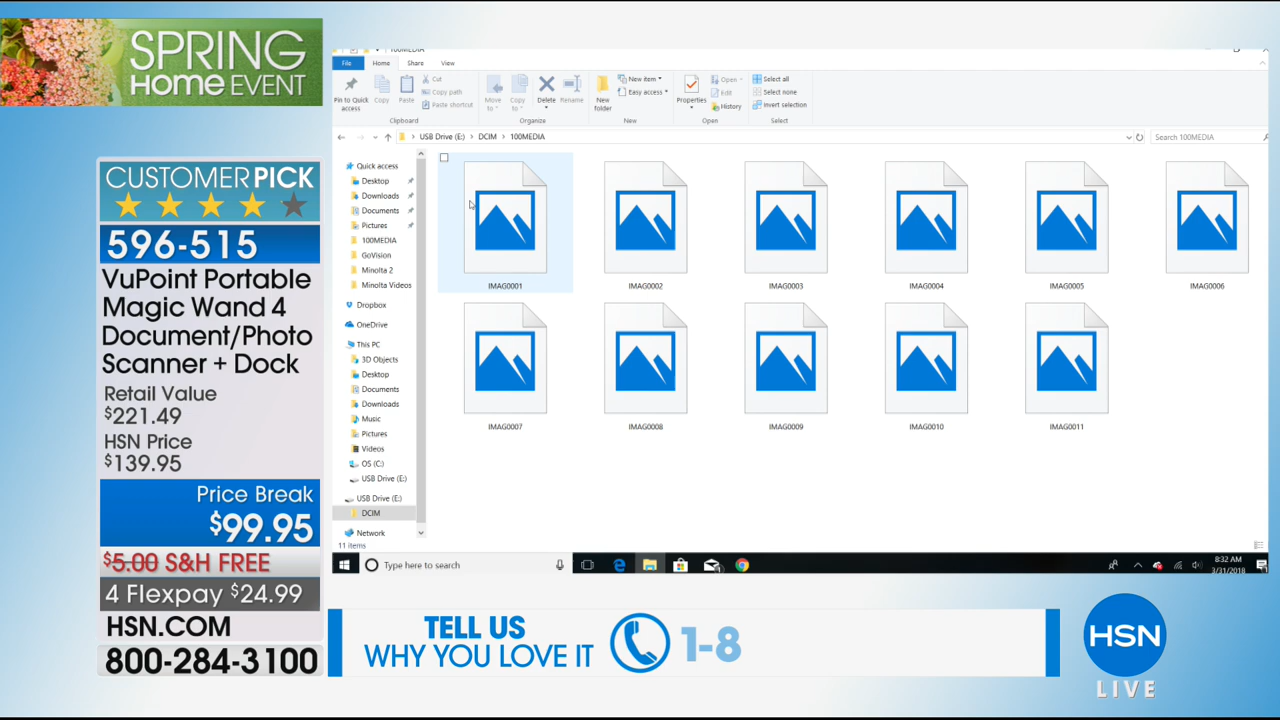 SPRING
HOME EVENT
CUSTOMER PICK
596-515
VuPoint Portable
Magic Wand 4
Document/Photo
Scanner + Dock
Retail Value
$221.49
HSN Price
$139.95
Price Break
$99.95
$5.00 S&H FREE
4 Flexpay $24.99
HSN.COM
800-284-3100
100MEDIA
File Home Share View
Pin to Quick access
Copy
Paste
Cut
Copy path
Paste shortcut
Clipboard
Move to
Copy to
Delete
Rename
Organize
New folder
New item
Easy access
New
Properties
Open
Edit
History
Open
Select all
Select none
Invert selection
Select
USB Drive (E:) > DCIM > 100MEDIA
Search 100MEDIA
Quick access
Desktop
Downloads
Documents
Pictures
100MEDIA
GoVision
Minolta 2
Minolta Videos
Dropbox
OneDrive
This PC
3D Objects
Desktop
Documents
Downloads
Music
Pictures
Videos
OS (C:)
USB Drive (E:)
USB Drive (E:)
DCIM
Network
11 items
IMAG0001 IMAG0002 IMAG0003 IMAG0004 IMAG0005 IMAG0006
IMAG0007 IMAG0008 IMAG0009 IMAG0010 IMAG0011
Type here to search
8:32 AM
3/31/2018
TELL US
WHY YOU LOVE IT
1-8
HSN
LIVE